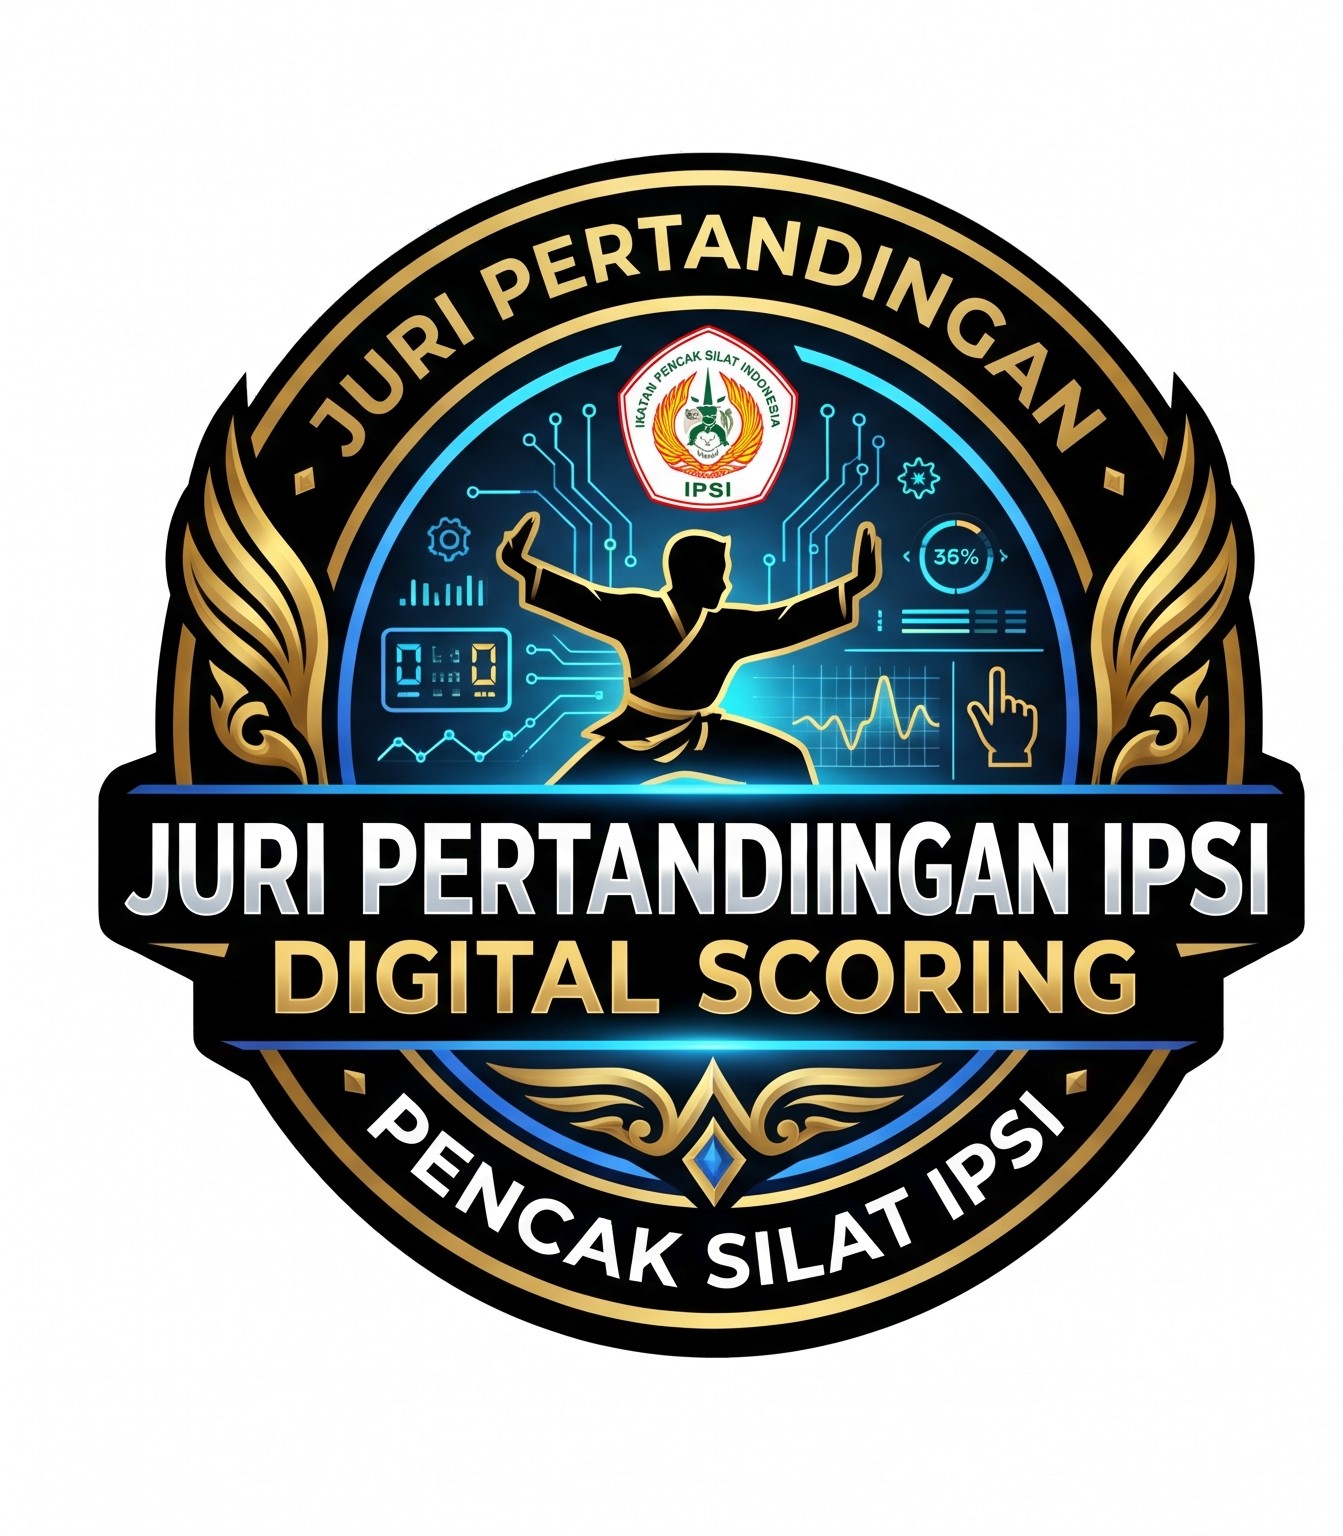 JURI PERTANDINGAN
IKATAN PENCAK SILAT INDONESIA
IPSI
36%
0 0
JURI PERTANDIINGAN IPSI
DIGITAL SCORING
PENCAK SILAT IPSI